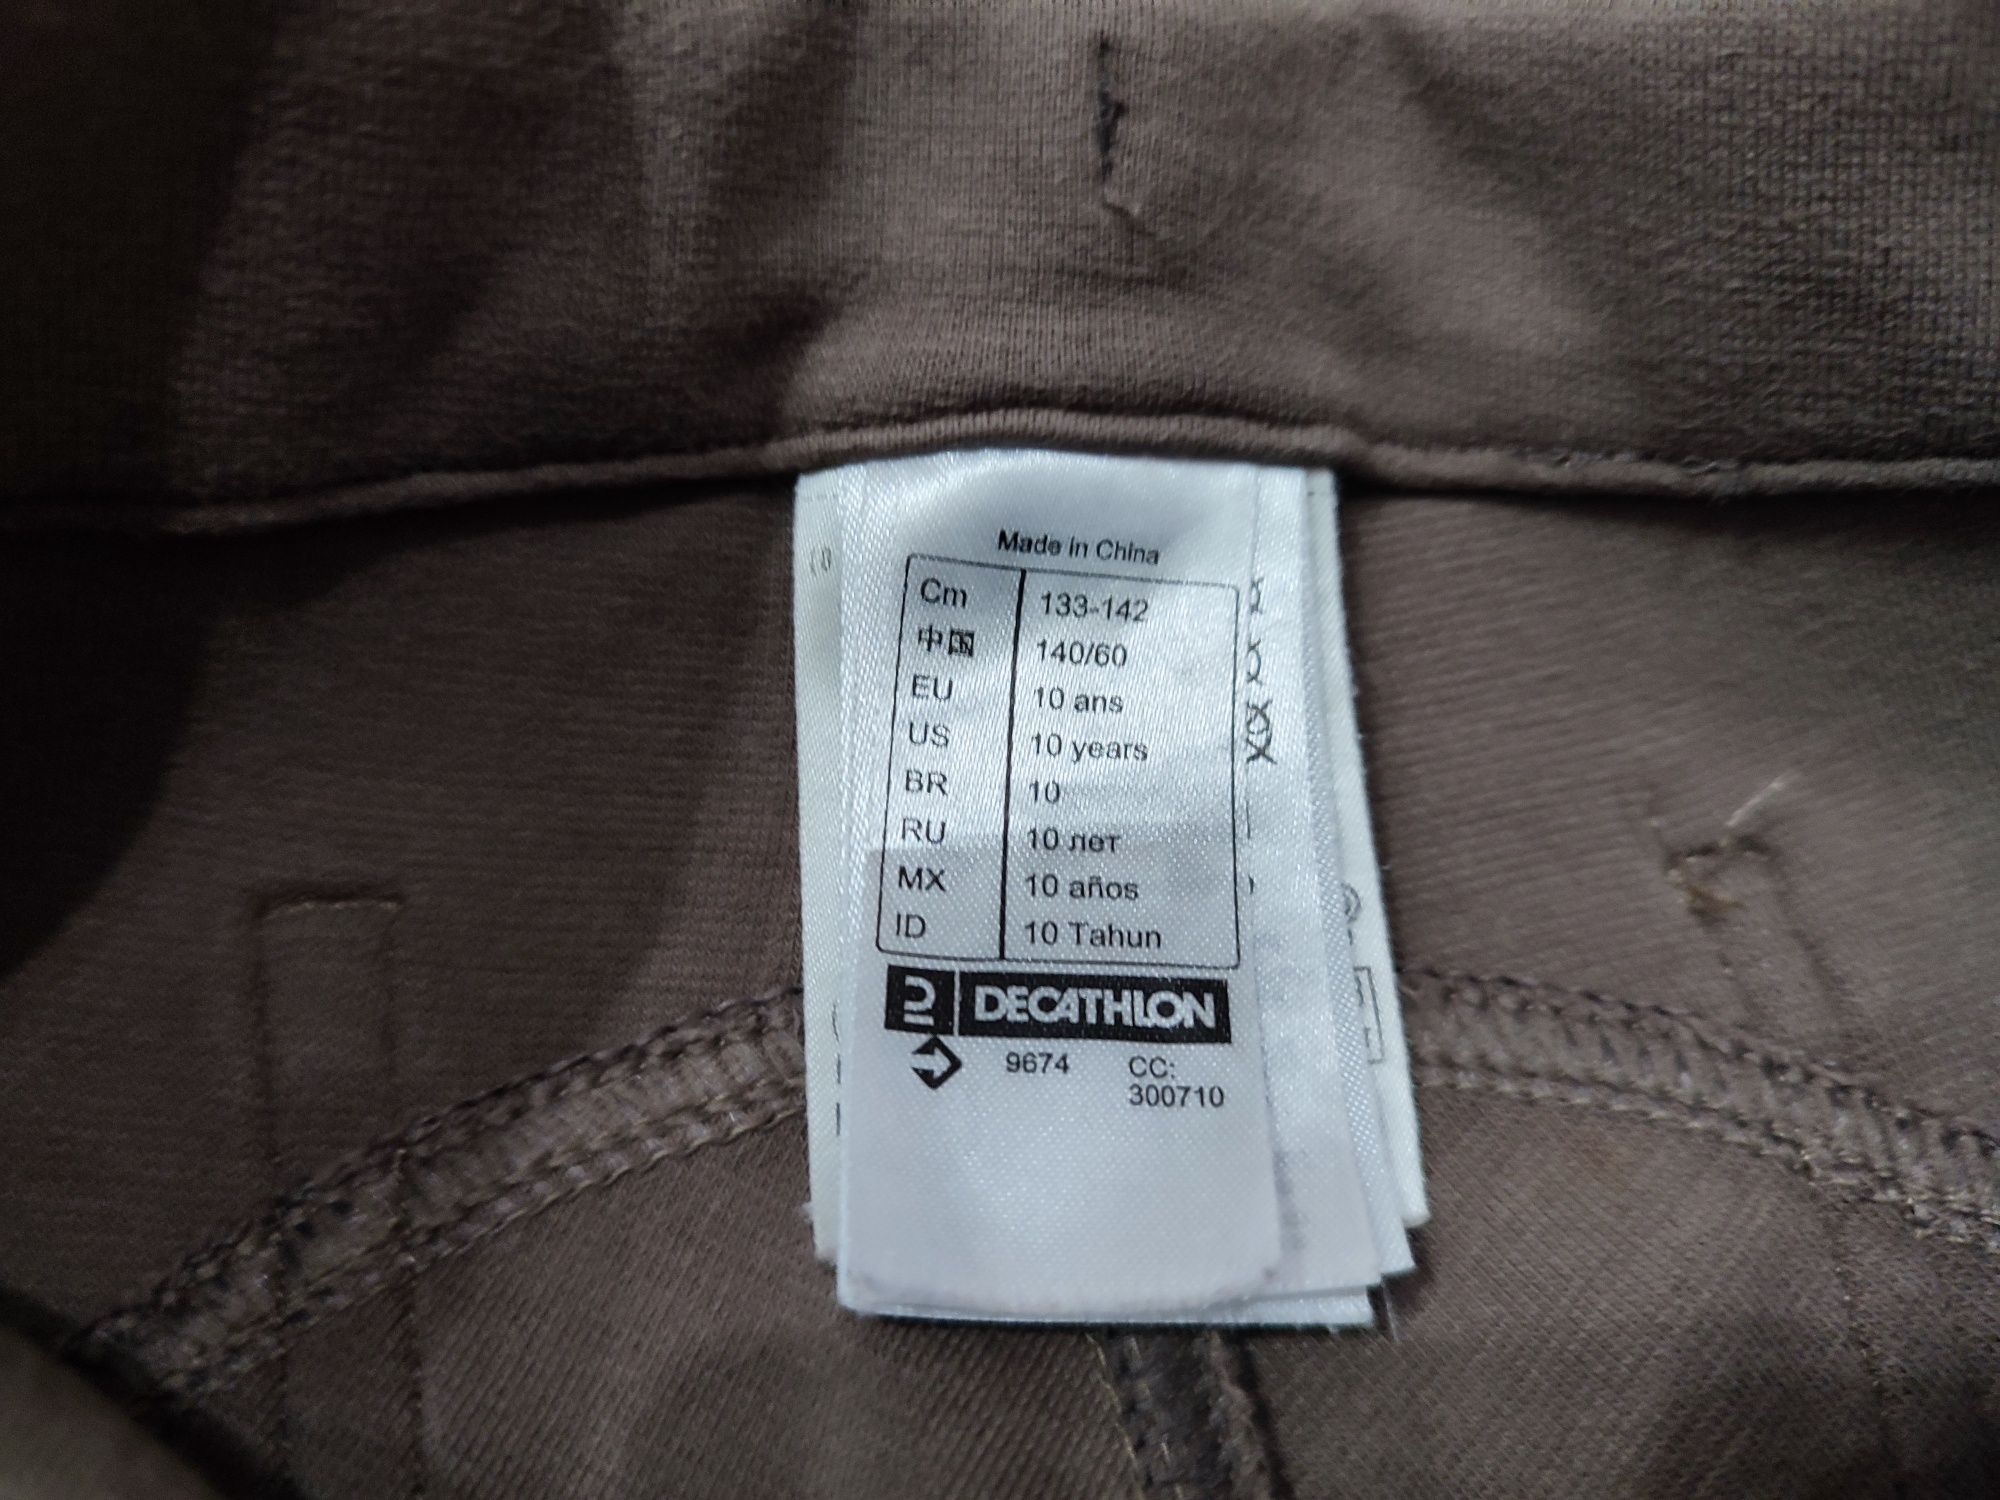 Made in China
Cm 133-142
中国 140/60
EU 10 ans
US 10 years
BR 10
RU 10 лет
MX 10 años
ID 10 Tahun
DECATHLON
9674 CC:
300710